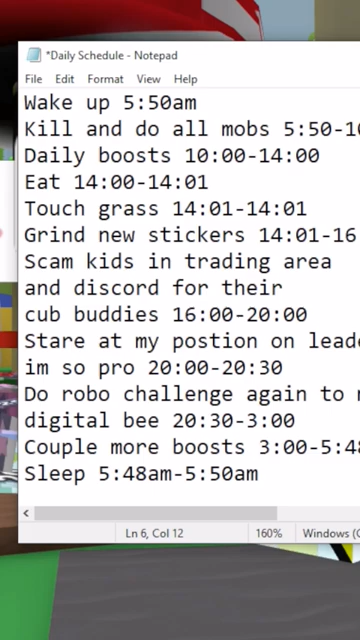 *Daily Schedule - Notepad
File Edit Format View Help
Wake up 5:50am
Kill and do all mobs 5:50-10
Daily boosts 10:00-14:00
Eat 14:00-14:01
Touch grass 14:01-14:01
Grind new stickers 14:01-16
Scam kids in trading area
and discord for their
cub buddies 16:00-20:00
Stare at my postion on leade
im so pro 20:00-20:30
Do robo challenge again to
digital bee 20:30-3:00
Couple more boosts 3:00-5:48
Sleep 5:48am-5:50am
Ln 6, Col 12 160% Windows (C